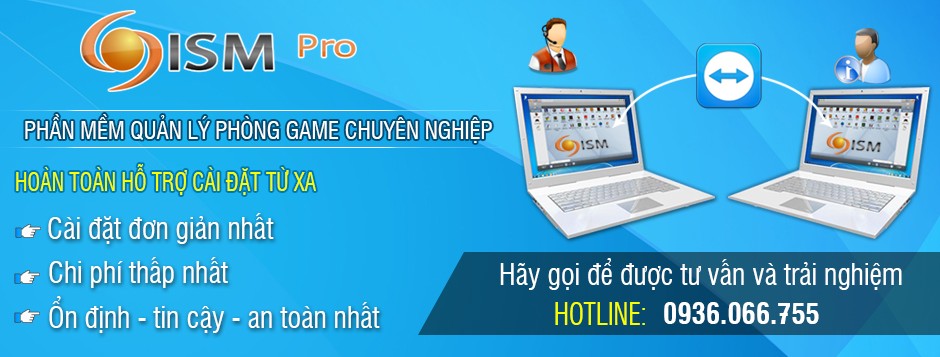 ISM Pro
PHẦN MỀM QUẢN LÝ PHÒNG GAME CHUYÊN NGHIỆP
HOÀN TOÀN HỖ TRỢ CÀI ĐẶT TỪ XA
Cài đặt đơn giản nhất
Chi phí thấp nhất
Ổn định - tin cậy - an toàn nhất
ISM
ISM
Hãy gọi để được tư vấn và trải nghiệm
HOTLINE: 0936.066.755